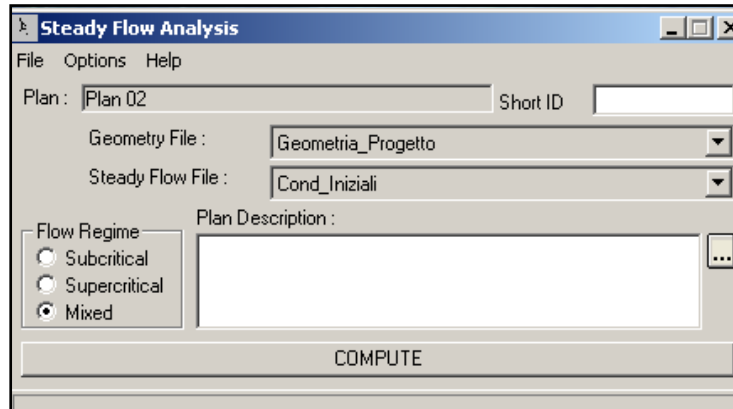 Steady Flow Analysis
File Options Help
Plan : Plan 02 Short ID
Geometry File : Geometria_Progetto
Steady Flow File : Cond_Iniziali
Plan Description :
Flow Regime
Subcritical
Supercritical
Mixed
...
COMPUTE